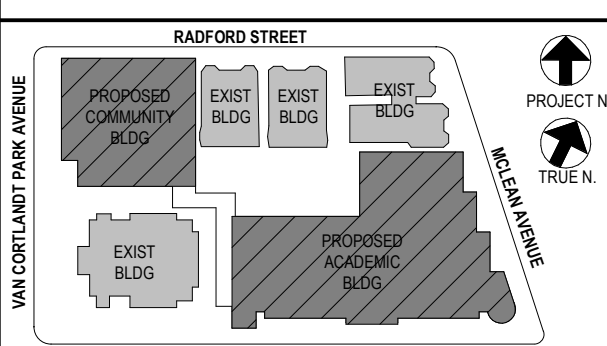 RADFORD STREET
VAN CORTLANDT PARK AVENUE
PROPOSED
COMMUNITY
BLDG
EXIST
BLDG
EXIST
BLDG
EXIST
BLDG
PROJECT N
TRUE N.
MCLEAN AVENUE
EXIST
BLDG
PROPOSED
ACADEMIC
BLDG